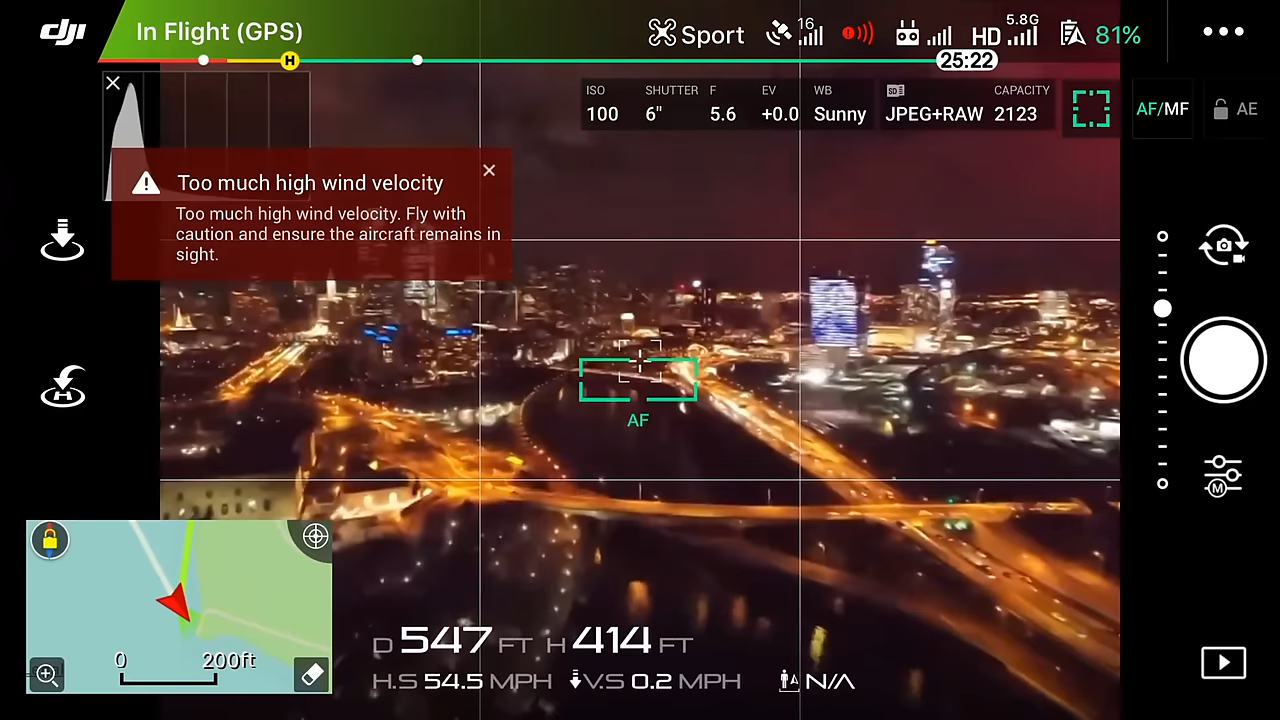 dji
In Flight (GPS)
Sport
16
HD
5.8G
81%
H
25:22
ISO
SHUTTER
F
EV
WB
SD
CAPACITY
100
6"
5.6
+0.0
Sunny
JPEG+RAW
2123
AF/MF
AE
Too much high wind velocity
Too much high wind velocity. Fly with
caution and ensure the aircraft remains in
sight.
H
AF
M
0
200ft
D 547 FT H 414 FT
H.S 54.5 MPH V.S 0.2 MPH N/A